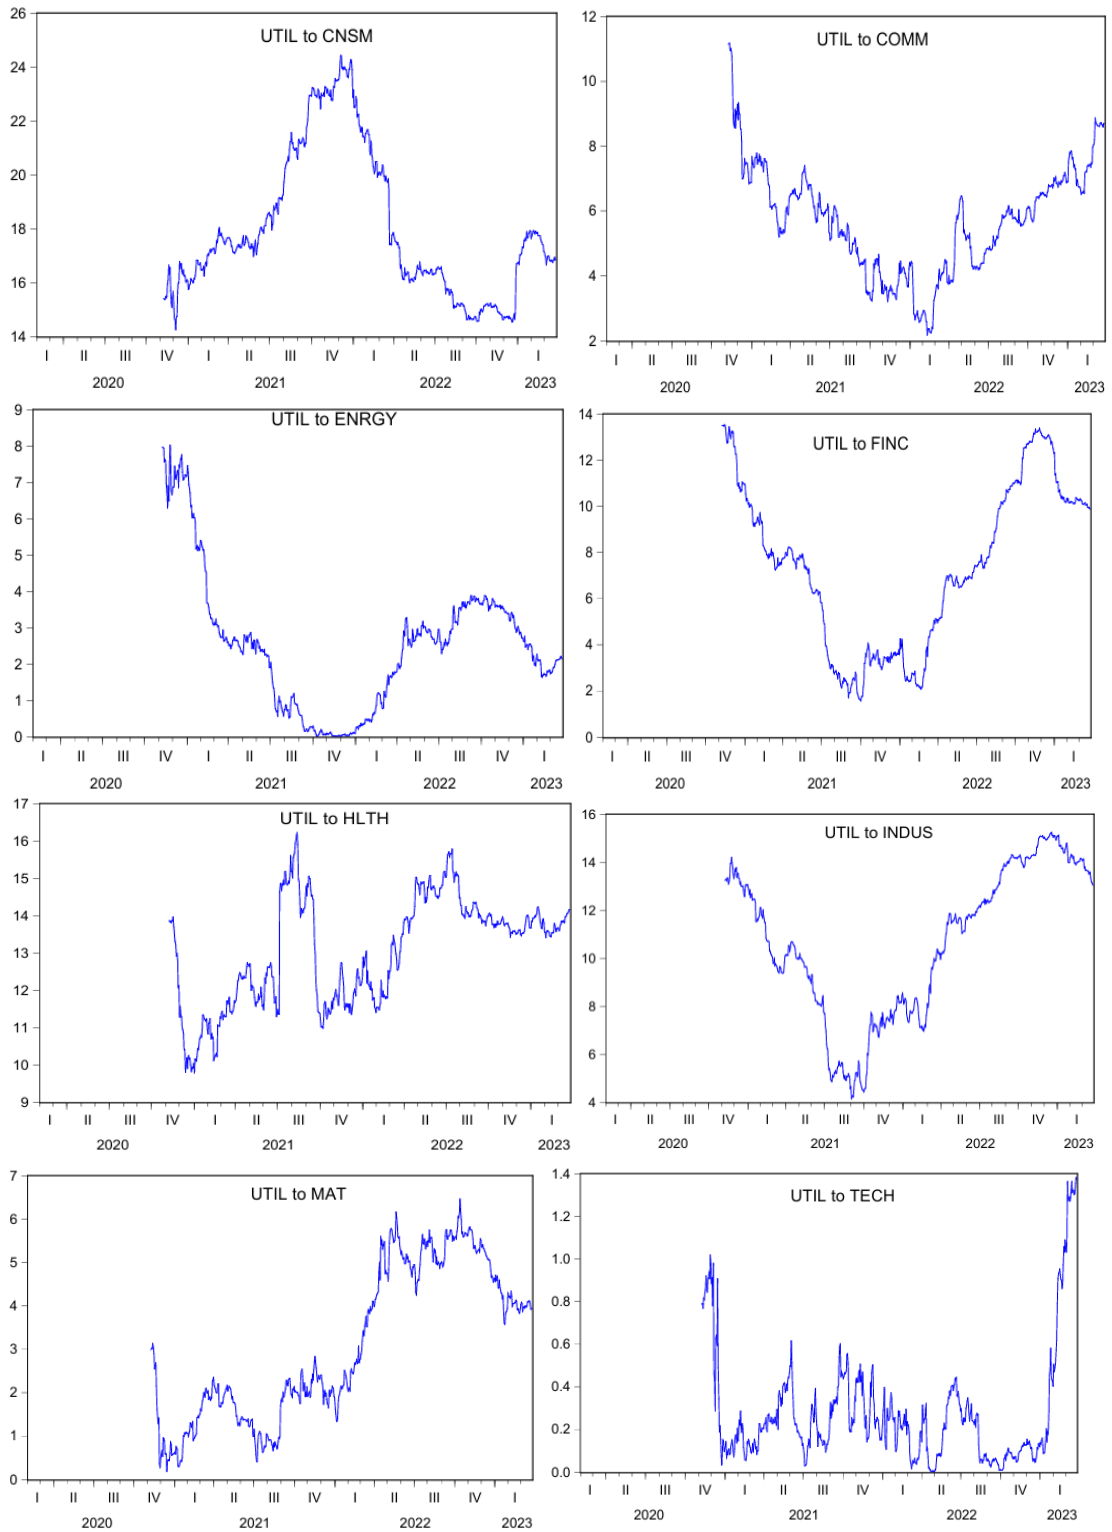 UTIL to CNSM
26
24
22
20
18
16
14
I II III IV I II III IV I II III IV I
2020 2021 2022 2023
UTIL to COMM
12
10
8
6
4
2
I II III IV I II III IV I II III IV I
2020 2021 2022 2023
UTIL to ENRGY
9
8
7
6
5
4
3
2
1
0
I II III IV I II III IV I II III IV I
2020 2021 2022 2023
UTIL to FINC
14
12
10
8
6
4
2
0
I II III IV I II III IV I II III IV I
2020 2021 2022 2023
UTIL to HLTH
17
16
15
14
13
12
11
10
9
I II III IV I II III IV I II III IV I
2020 2021 2022 2023
UTIL to INDUS
16
14
12
10
8
6
4
I II III IV I II III IV I II III IV I
2020 2021 2022 2023
UTIL to MAT
7
6
5
4
3
2
1
0
I II III IV I II III IV I II III IV I
2020 2021 2022 2023
UTIL to TECH
1.4
1.2
1.0
0.8
0.6
0.4
0.2
0.0
I II III IV I II III IV I II III IV I
2020 2021 2022 2023